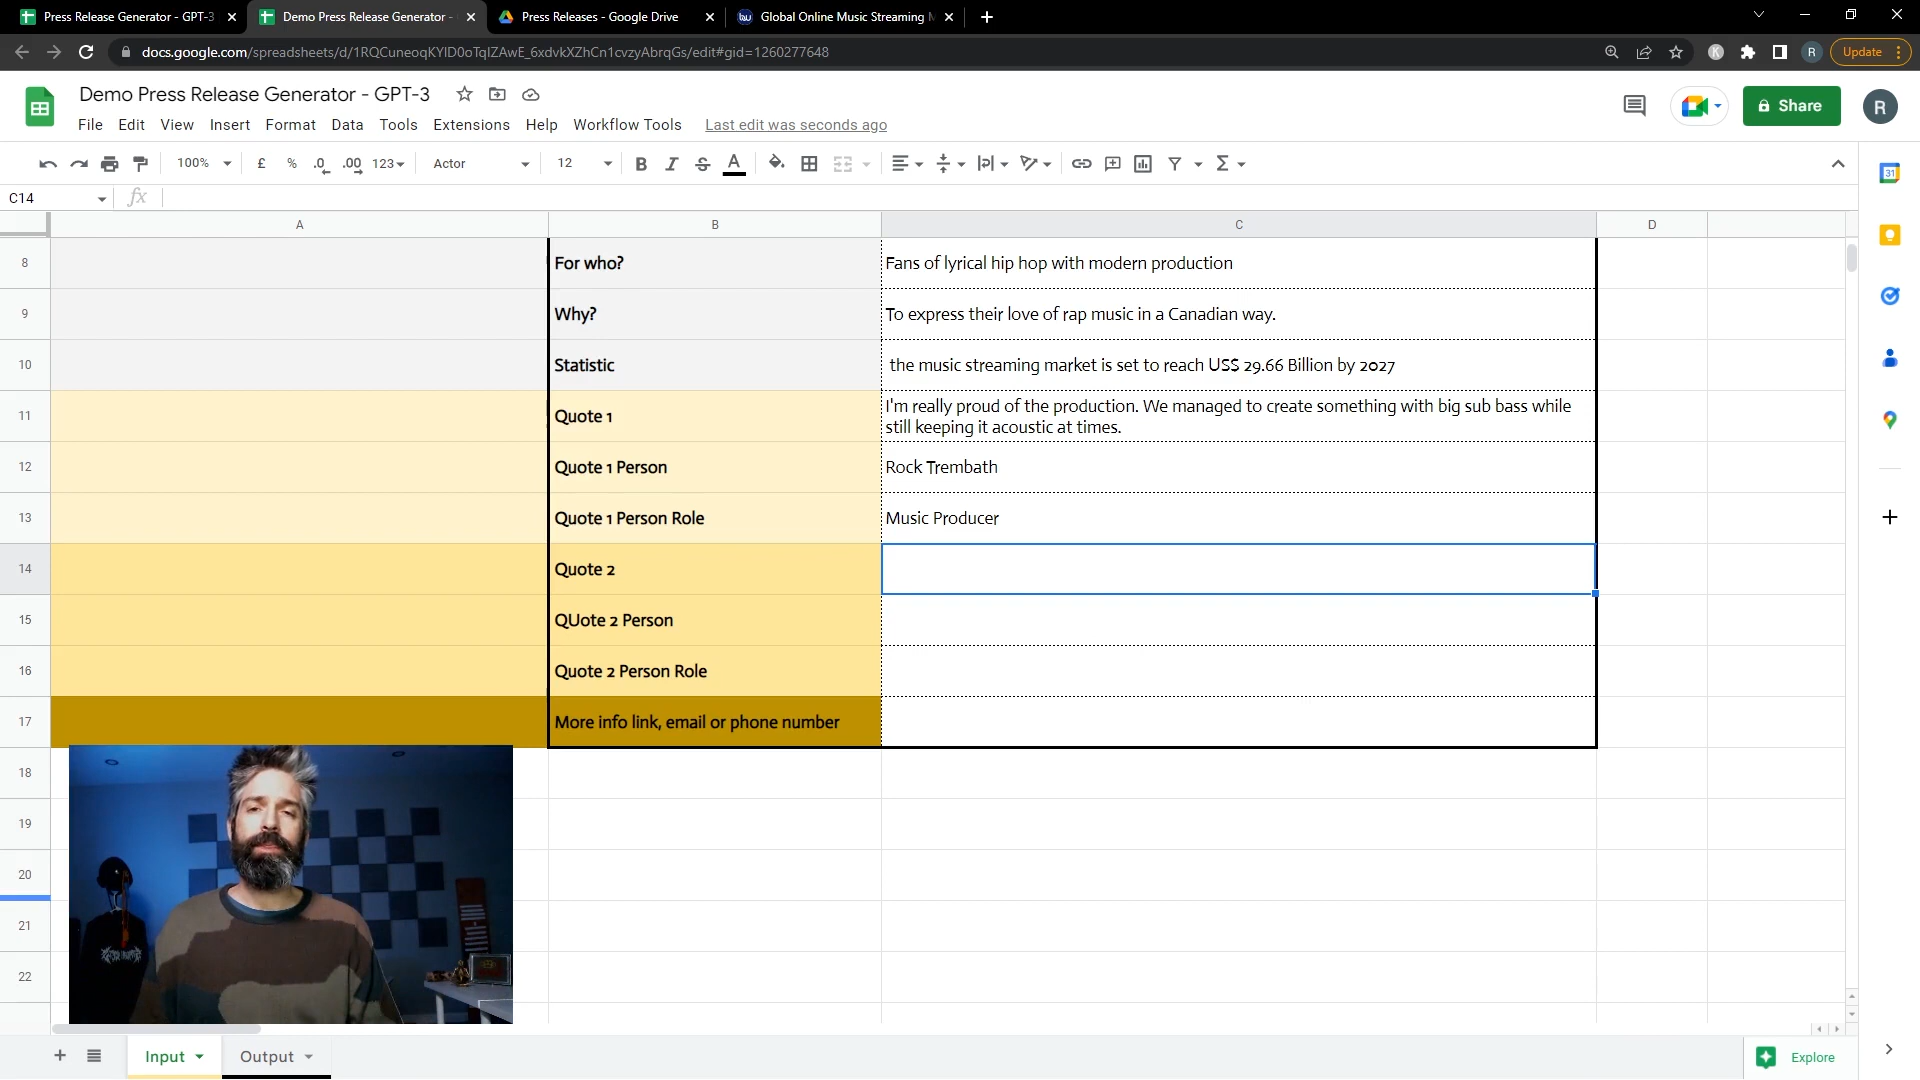 Press Release Generator - GPT-3
Demo Press Release Generator -
Press Releases - Google Drive
Global Online Music Streaming M
docs.google.com/spreadsheets/d/1RQCuneoqKYlD0oTqlZAwE_6xdvkXZhCn1cvzyAbrqGs/edit#gid=1260277648
K
R
Update
Demo Press Release Generator - GPT-3
Share
R
File Edit View Insert Format Data Tools Extensions Help Workflow Tools Last edit was seconds ago
100% £ % .0 .00 123 Actor 12 B I S A
C14
fx
31
A B C D
8 For who? Fans of lyrical hip hop with modern production
9 Why? To express their love of rap music in a Canadian way.
10 Statistic the music streaming market is set to reach US$ 29.66 Billion by 2027
11 Quote 1 I'm really proud of the production. We managed to create something with big sub bass while
still keeping it acoustic at times.
12 Quote 1 Person Rock Trembath
13 Quote 1 Person Role Music Producer
14 Quote 2
15 QUote 2 Person
16 Quote 2 Person Role
17 More info link, email or phone number
18
19
20
21
22
Input
Output
Explore